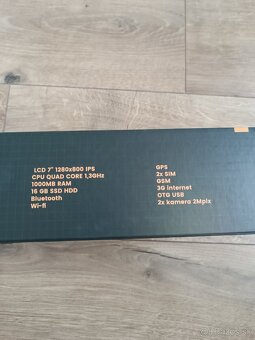 LCD 7" 1280x800 IPS
CPU QUAD CORE 1,3GHz
1000MB RAM
16 GB SSD HDD
Bluetooth
Wi-fi
GPS
2x SIM
GSM
3G internet
OTG USB
2x kamera 2Mpix